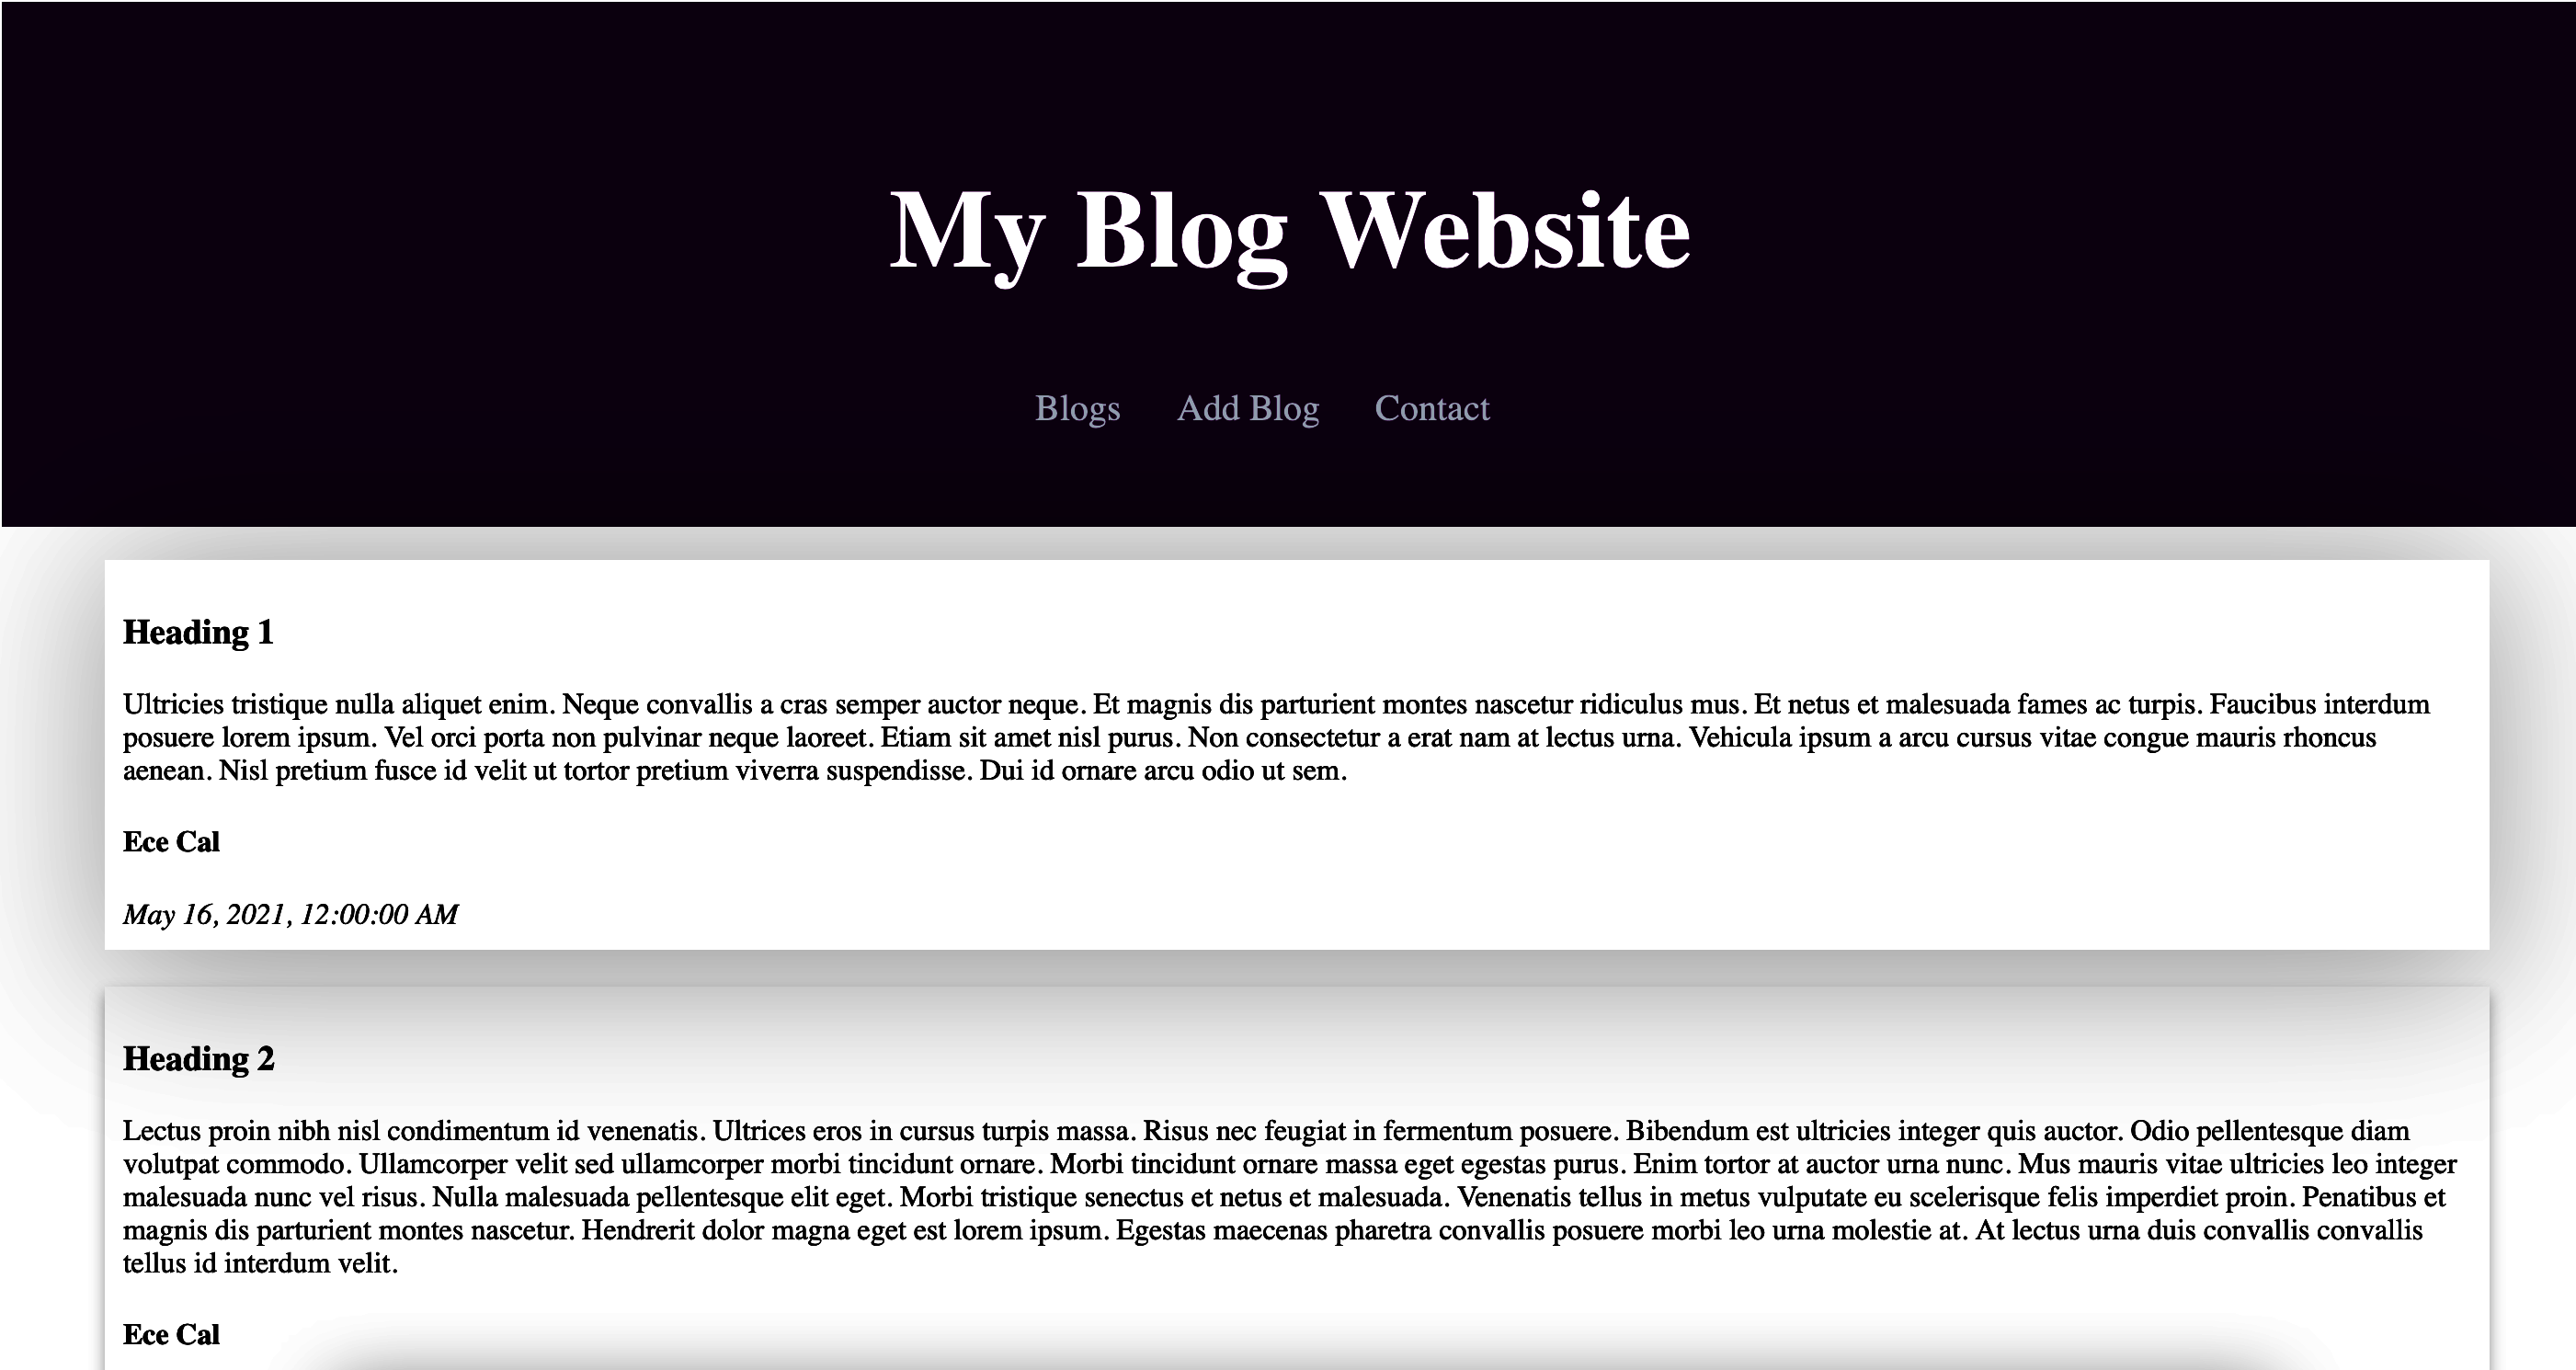 My Blog Website
Blogs Add Blog Contact
Heading 1
Ultricies tristique nulla aliquet enim. Neque convallis a cras semper auctor neque. Et magnis dis parturient montes nascetur ridiculus mus. Et netus et malesuada fames ac turpis. Faucibus interdum
posuere lorem ipsum. Vel orci porta non pulvinar neque laoreet. Etiam sit amet nisl purus. Non consectetur a erat nam at lectus urna. Vehicula ipsum a arcu cursus vitae congue mauris rhoncus
aenean. Nisl pretium fusce id velit ut tortor pretium viverra suspendisse. Dui id ornare arcu odio ut sem.
Ece Cal
May 16, 2021, 12:00:00 AM
Heading 2
Lectus proin nibh nisl condimentum id venenatis. Ultrices eros in cursus turpis massa. Risus nec feugiat in fermentum posuere. Bibendum est ultricies integer quis auctor. Odio pellentesque diam
volutpat commodo. Ullamcorper velit sed ullamcorper morbi tincidunt ornare. Morbi tincidunt ornare massa eget egestas purus. Enim tortor at auctor urna nunc. Mus mauris vitae ultricies leo integer
malesuada nunc vel risus. Nulla malesuada pellentesque elit eget. Morbi tristique senectus et netus et malesuada. Venenatis tellus in metus vulputate eu scelerisque felis imperdiet proin. Penatibus et
magnis dis parturient montes nascetur. Hendrerit dolor magna eget est lorem ipsum. Egestas maecenas pharetra convallis posuere morbi leo urna molestie at. At lectus urna duis convallis convallis
tellus id interdum velit.
Ece Cal